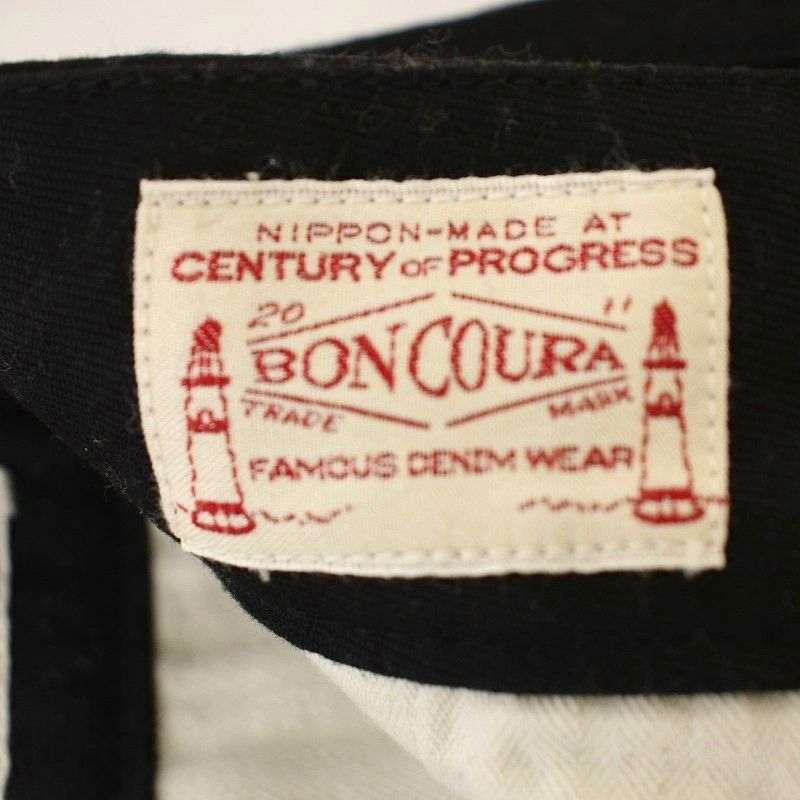 NIPPON-MADE AT
CENTURY OF PROGRESS
20 11
BONCOURA
TRADE MARK
FAMOUS DENIM WEAR